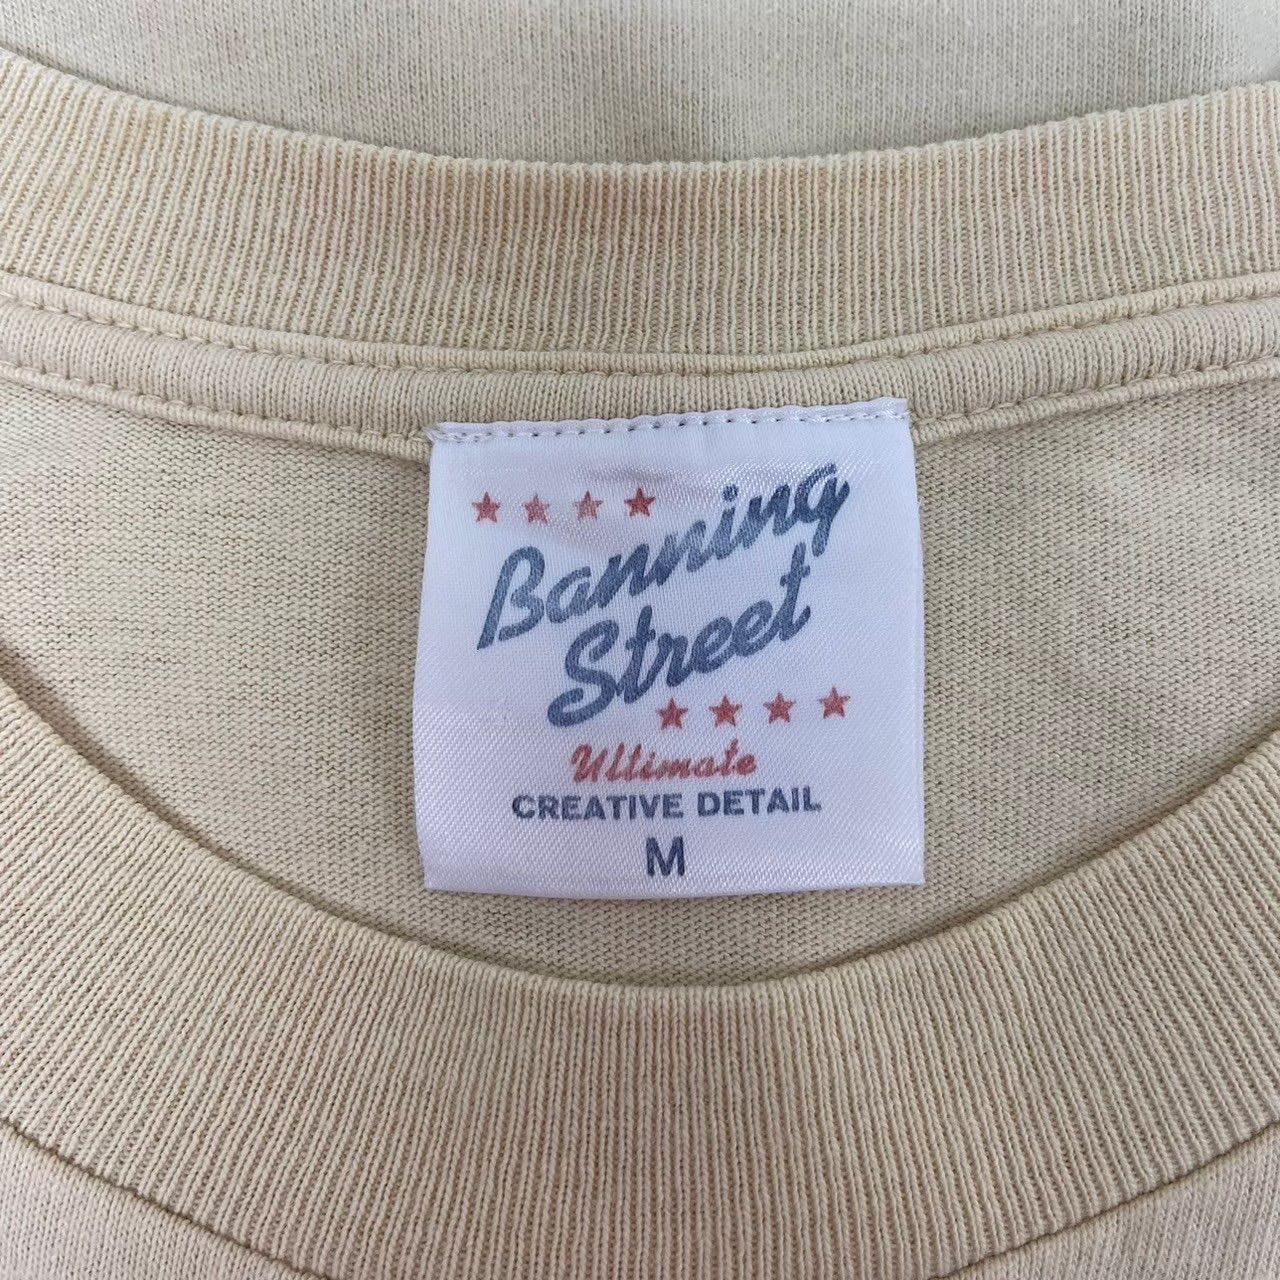 Banning
Street
Ultimate
CREATIVE DETAIL
M